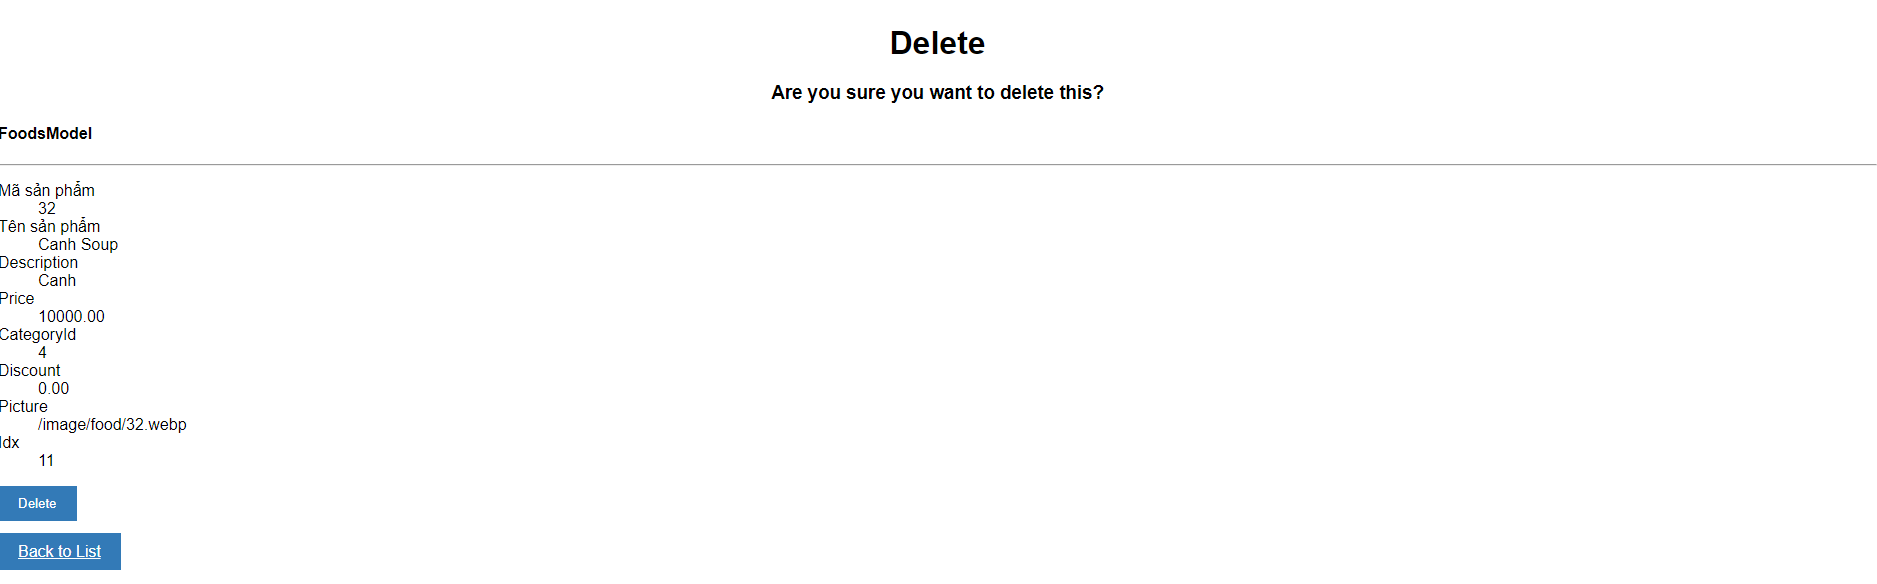 Delete
Are you sure you want to delete this?
FoodsModel
Mã sản phẩm
32
Tên sản phẩm
Canh Soup
Description
Canh
Price
10000.00
CategoryId
4
Discount
0.00
Picture
/image/food/32.webp
Idx
11
Delete
Back to List